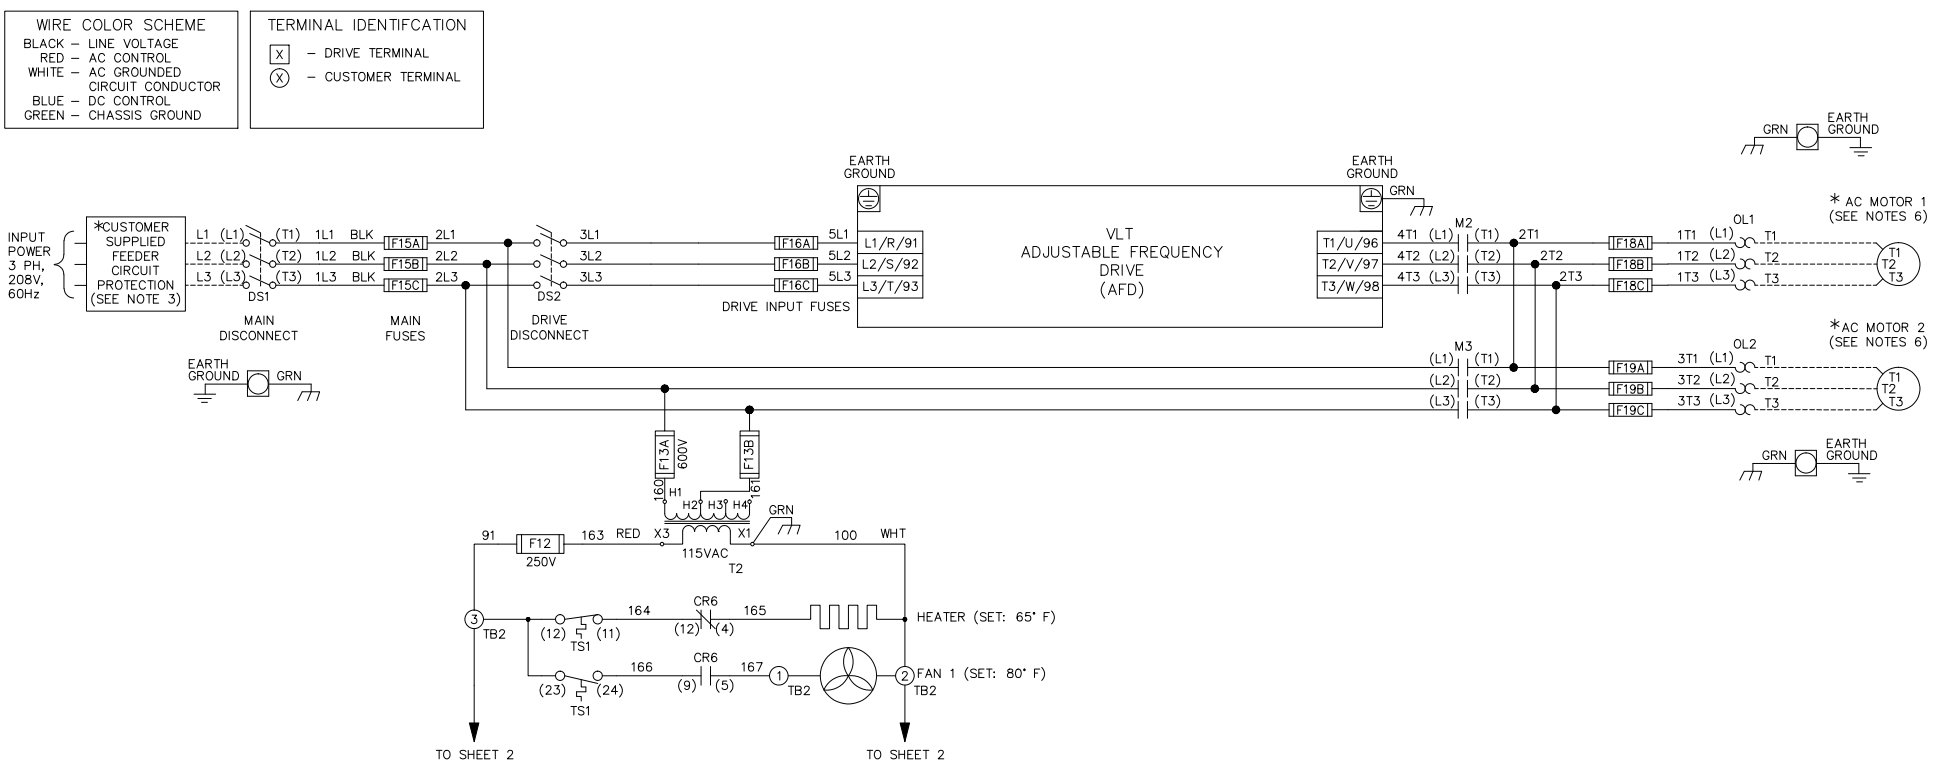 WIRE COLOR SCHEME
BLACK – LINE VOLTAGE
RED – AC CONTROL
WHITE – AC GROUNDED
CIRCUIT CONDUCTOR
BLUE – DC CONTROL
GREEN – CHASSIS GROUND
TERMINAL IDENTIFCATION
X – DRIVE TERMINAL
X – CUSTOMER TERMINAL
INPUT
POWER
3 PH,
208V,
60Hz
*CUSTOMER
SUPPLIED
FEEDER
CIRCUIT
PROTECTION
(SEE NOTE 3)
L1 (L1) (T1) 1L1 BLK F15A 2L1
L2 (L2) (T2) 1L2 BLK F15B 2L2
L3 (L3) (T3) 1L3 BLK F15C 2L3
DS1
MAIN
DISCONNECT
MAIN
FUSES
3L1 F16A 5L1
3L2 F16B 5L2
3L3 F16C 5L3
DS2
DRIVE
DISCONNECT
DRIVE INPUT FUSES
EARTH
GROUND
L1/R/91
L2/S/92
L3/T/93
VLT
ADJUSTABLE FREQUENCY
DRIVE
(AFD)
EARTH
GROUND
GRN
T1/U/96
T2/V/97
T3/W/98
M2
4T1 (L1) (T1) 2T1 F18A 1T1 (L1) T1
4T2 (L2) (T2) 2T2 F18B 1T2 (L2) T2
4T3 (L3) (T3) 2T3 F18C 1T3 (L3) T3
OL1
GRN
EARTH
GROUND
* AC MOTOR 1
(SEE NOTES 6)
T1
T2
T3
M3
(L1) (T1) F19A 3T1 (L1) T1
(L2) (T2) F19B 3T2 (L2) T2
(L3) (T3) F19C 3T3 (L3) T3
OL2
*AC MOTOR 2
(SEE NOTES 6)
T1
T2
T3
GRN
EARTH
GROUND
EARTH
GROUND
GRN
F13A
600V
F13B
160
161
H1
H2 H3 H4
GRN
91 F12 163 RED X3 X1 100 WHT
250V
115VAC
T2
3
TB2
(12) (11) 164 CR6 (12) (4) 165 HEATER (SET: 65° F)
TS1
(23) (24) 166 CR6 (9) (5) 167 1 TB2 2 FAN 1 (SET: 80° F)
TB2
TS1
TO SHEET 2
TO SHEET 2